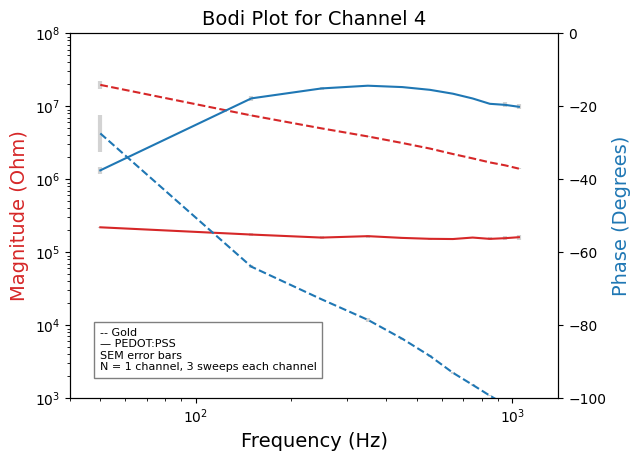 Bodi Plot for Channel 4
Magnitude (Ohm)
10^8
10^7
10^6
10^5
10^4
10^3
-- Gold
— PEDOT:PSS
SEM error bars
N = 1 channel, 3 sweeps each channel
0
−20
−40
−60
−80
−100
Phase (Degrees)
10^2
10^3
Frequency (Hz)